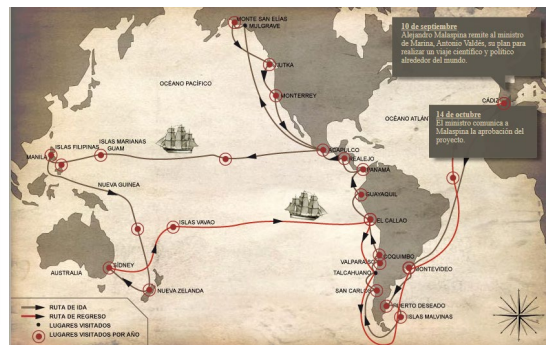 MONTE SAN ELÍAS
MULGRAVE
10 de septiembre
Alejandro Malaspina remite al ministro
de Marina, Antonio Valdés, su plan para
realizar un viaje científico y político
alrededor del mundo.
NUTKA
OCÉANO PACÍFICO
MONTERREY
CÁDIZ
OCÉANO ATLÁN
14 de octubre
El ministro comunica a
Malaspina la aprobación del
proyecto.
ISLAS MARIANAS
GUAM
ISLAS FILIPINAS
MANILA
ACAPULCO
REALEJO
PANAMÁ
NUEVA GUINEA
GUAYAQUIL
ISLAS VAVAO
EL CALLAO
SÍDNEY
AUSTRALIA
COQUIMBO
VALPARAÍSO
TALCAHUANO
MONTEVIDEO
NUEVA ZELANDA
SAN CARLOS
PUERTO DESEADO
ISLAS MALVINAS
RUTA DE IDA
RUTA DE REGRESO
LUGARES VISITADOS
LUGARES VISITADOS POR AÑO